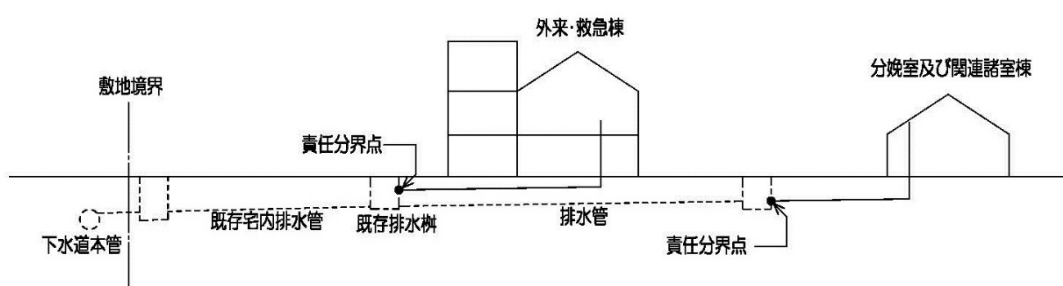 外来・救急棟
分娩室及び関連諸室棟
敷地境界
責任分界点
既存宅内排水管
既存排水桝
排水管
下水道本管
責任分界点